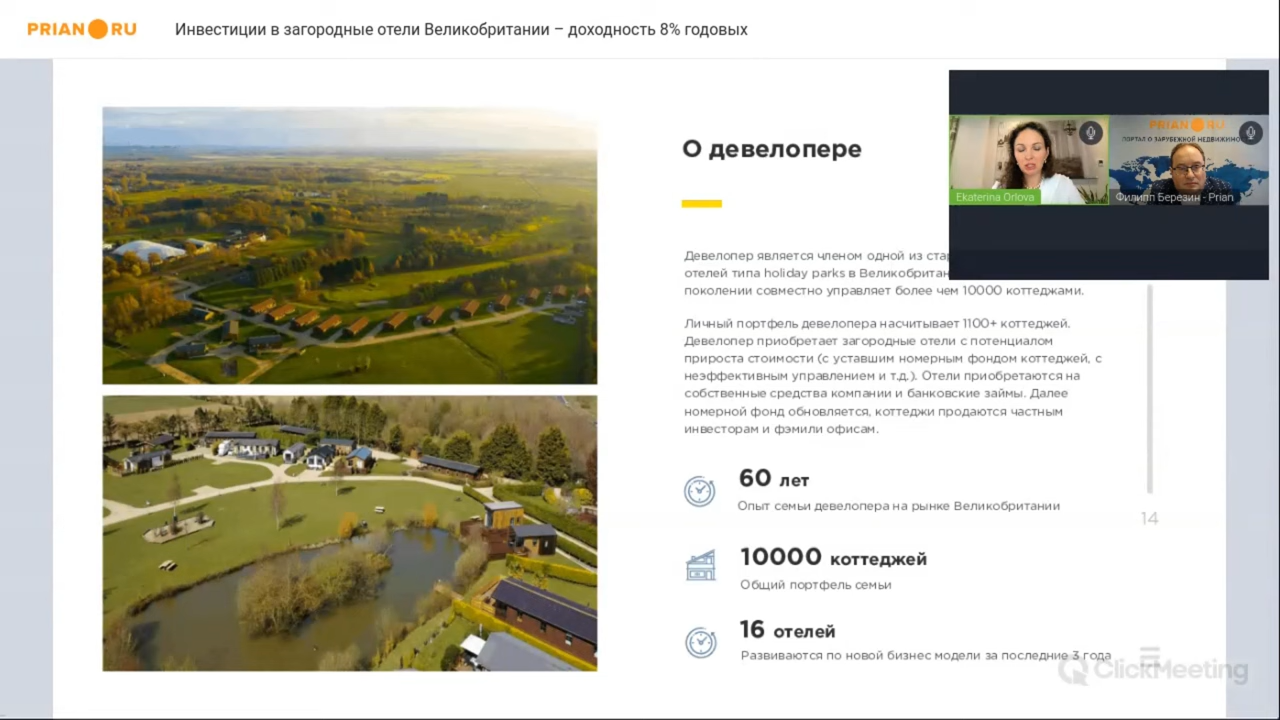 PRIAN RU
Инвестиции в загородные отели Великобритании – доходность 8% годовых
О девелопере
PRIAN RU
Ekaterina Orlova
Филипп Березин - Prian
Девелопер является членом одной из
отелей типа holiday parks в
поколении совместно управляет более чем 10000 коттеджами.
Личный портфель девелопера насчитывает 1100+ коттеджей.
Девелопер приобретает загородные отели с потенциалом
прироста стоимости (с уставшим номерным фондом коттеджей, с
неэффективным управлением и т.д.). Отели приобретаются на
собственные средства компании и банковские займы. Далее
номерной фонд обновляется, коттеджи продаются частным
инвесторам и фэмили офисам.
60 лет
Опыт семьи девелопера на рынке Великобритании
14
10000 коттеджей
Общий портфель семьи
16 отелей
Развиваются по новой бизнес модели за последние 3 года
ClickMeeting